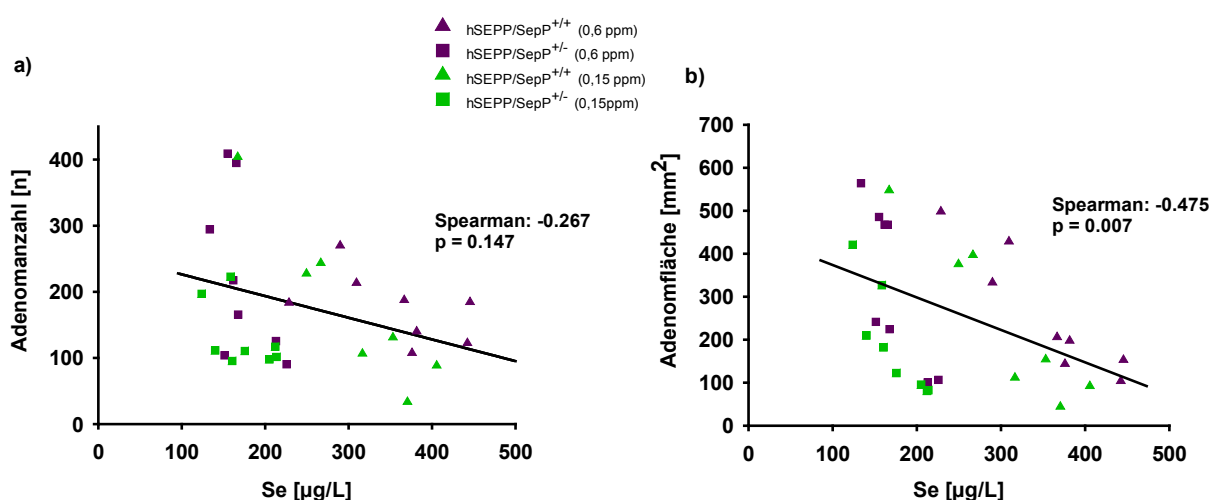 hSEPP/SepP+/+ (0,6 ppm)
hSEPP/SepP+/- (0,6 ppm)
hSEPP/SepP+/+ (0,15 ppm)
hSEPP/SepP+/- (0,15ppm)
a)
Adenomanzahl [n]
400
300
200
100
0
Spearman: -0.267
p = 0.147
0 100 200 300 400 500
Se [µg/L]
b)
Adenomfläche [mm2]
700
600
500
400
300
200
100
0
Spearman: -0.475
p = 0.007
0 100 200 300 400 500
Se [µg/L]